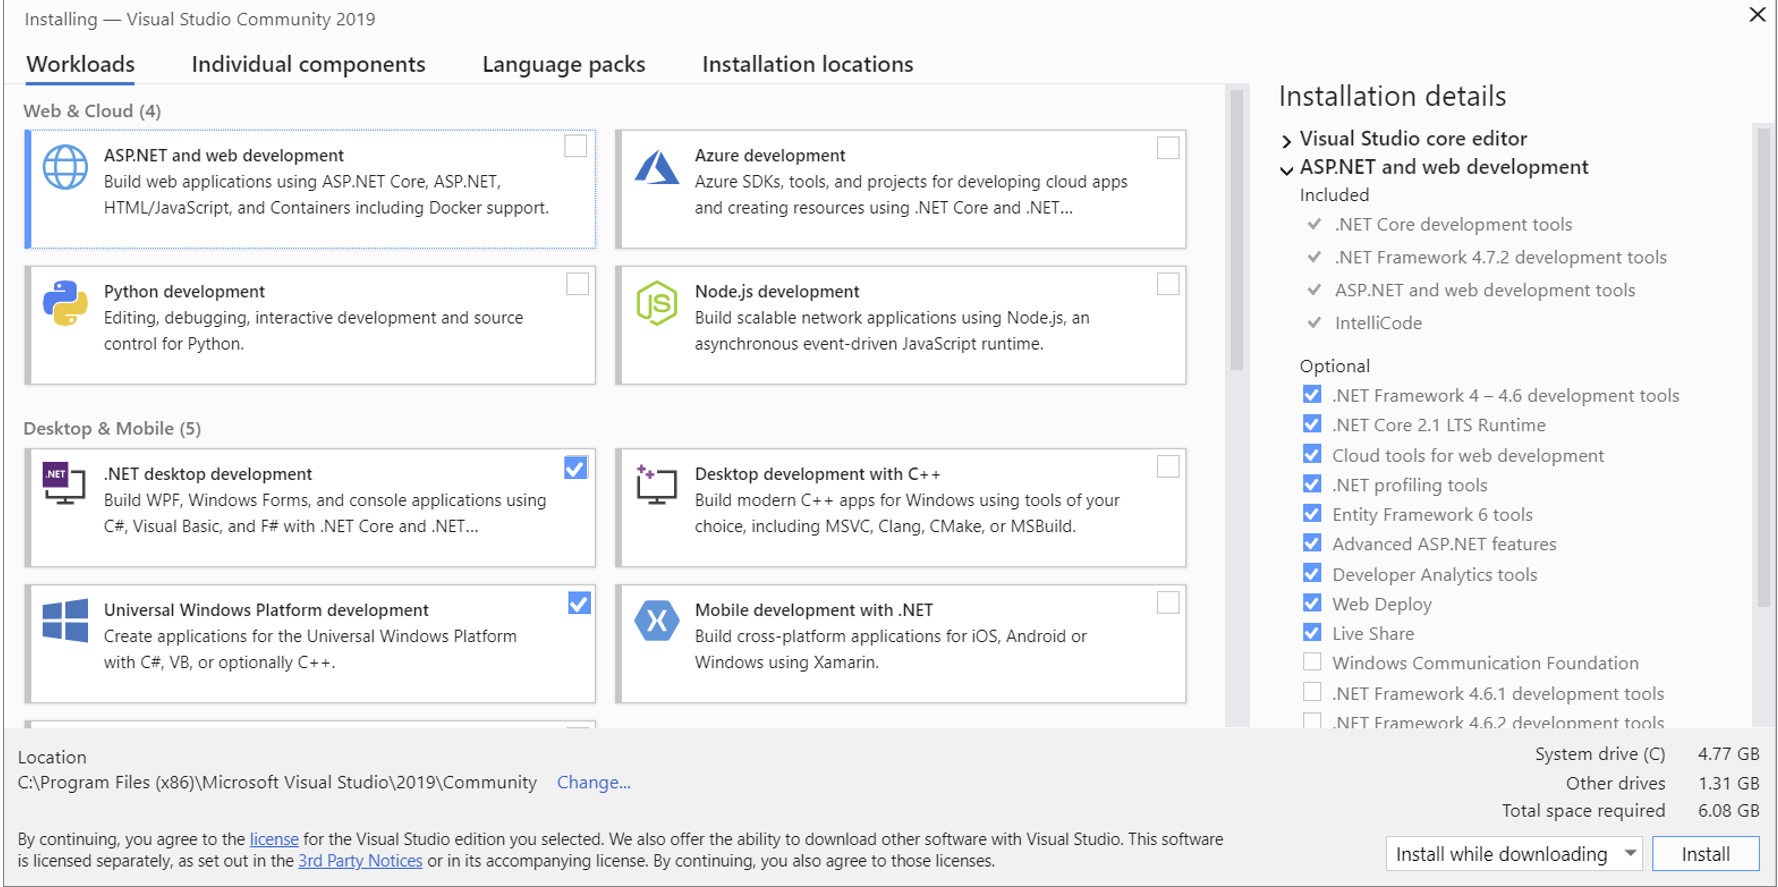 Installing — Visual Studio Community 2019
Workloads
Individual components
Language packs
Installation locations
Web & Cloud (4)
ASP.NET and web development
Build web applications using ASP.NET Core, ASP.NET,
HTML/JavaScript, and Containers including Docker support.
Azure development
Azure SDKs, tools, and projects for developing cloud apps
and creating resources using .NET Core and .NET...
Python development
Editing, debugging, interactive development and source
control for Python.
JS
Node.js development
Build scalable network applications using Node.js, an
asynchronous event-driven JavaScript runtime.
Desktop & Mobile (5)
.NET
.NET desktop development
Build WPF, Windows Forms, and console applications using
C#, Visual Basic, and F# with .NET Core and .NET...
Desktop development with C++
Build modern C++ apps for Windows using tools of your
choice, including MSVC, Clang, CMake, or MSBuild.
Universal Windows Platform development
Create applications for the Universal Windows Platform
with C#, VB, or optionally C++.
Mobile development with .NET
Build cross-platform applications for iOS, Android or
Windows using Xamarin.
Installation details
Visual Studio core editor
ASP.NET and web development
Included
.NET Core development tools
.NET Framework 4.7.2 development tools
ASP.NET and web development tools
IntelliCode
Optional
.NET Framework 4 – 4.6 development tools
.NET Core 2.1 LTS Runtime
Cloud tools for web development
.NET profiling tools
Entity Framework 6 tools
Advanced ASP.NET features
Developer Analytics tools
Web Deploy
Live Share
Windows Communication Foundation
.NET Framework 4.6.1 development tools
.NET Framework 4.6.2 development tools
Location
C:\Program Files (x86)\Microsoft Visual Studio\2019\Community Change...
System drive (C) 4.77 GB
Other drives 1.31 GB
Total space required 6.08 GB
By continuing, you agree to the license for the Visual Studio edition you selected. We also offer the ability to download other software with Visual Studio. This software
is licensed separately, as set out in the 3rd Party Notices or in its accompanying license. By continuing, you also agree to those licenses.
Install while downloading
Install